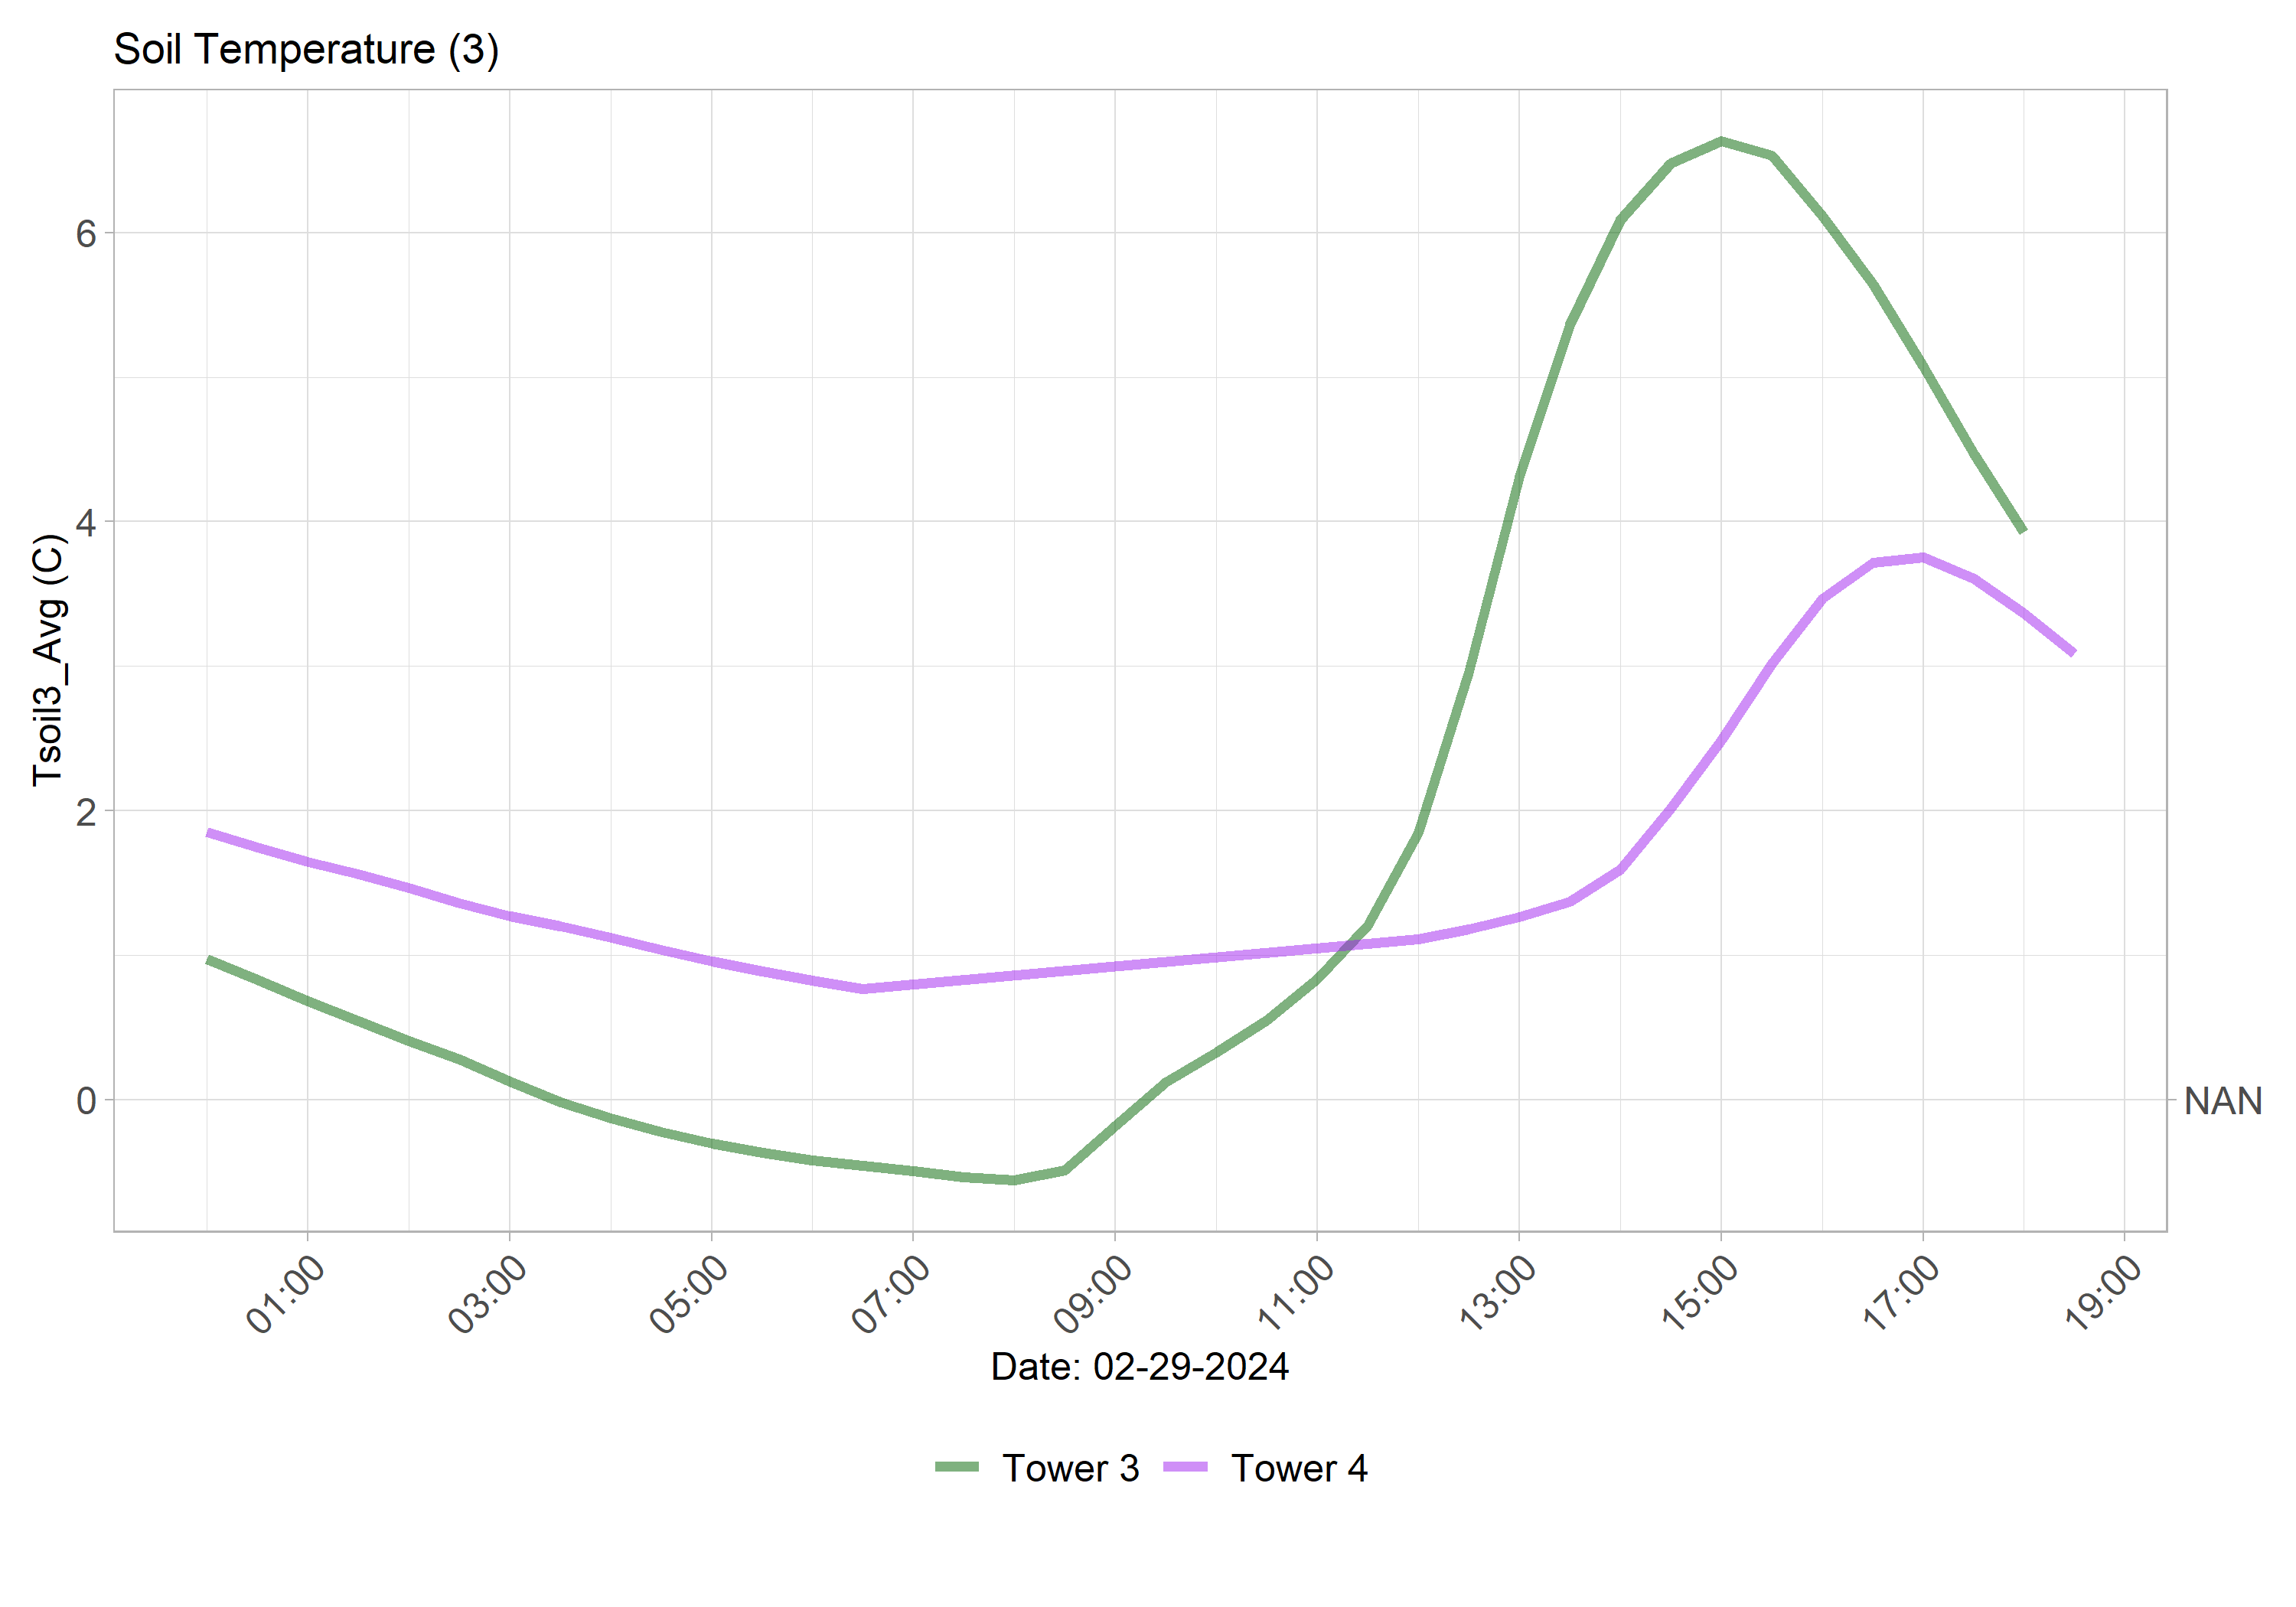 Soil Temperature (3)
Tsoil3_Avg (C)
6
4
2
0
NAN
01:00
03:00
05:00
07:00
09:00
11:00
13:00
15:00
17:00
19:00
Date: 02-29-2024
Tower 3
Tower 4